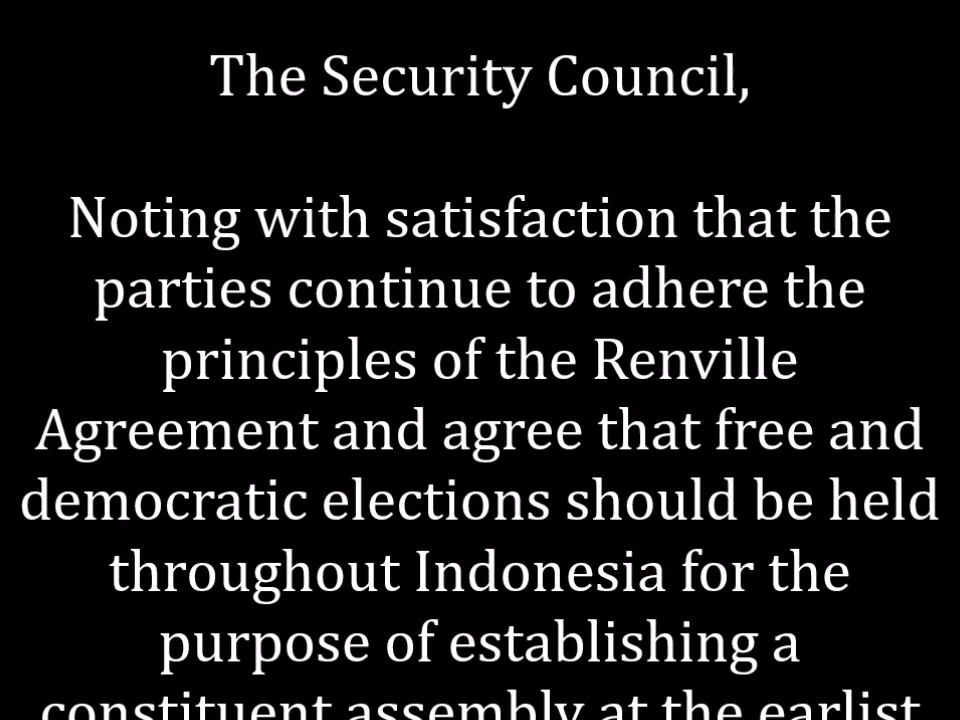 The Security Council,
Noting with satisfaction that the
parties continue to adhere the
principles of the Renville
Agreement and agree that free and
democratic elections should be held
throughout Indonesia for the
purpose of establishing a
constituent assembly at the earlist